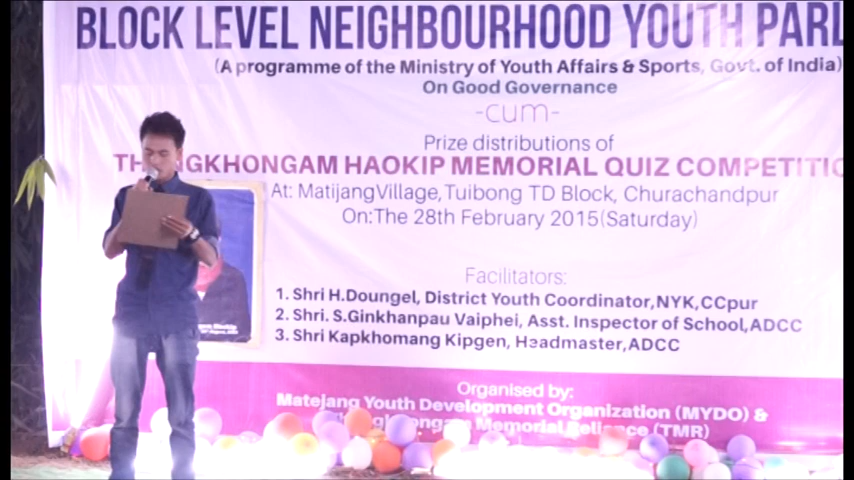 BLOCK LEVEL NEIGHBOURHOOD YOUTH PARL
(A programme of the Ministry of Youth Affairs & Sports, Govt. of India)
On Good Governance
-cum-
Prize distributions of
HAOKIP MEMORIAL QUIZ COMPETITIO
At: Matijang Village, Tuibong TD Block, Churachandpur
On:The 28th February 2015(Saturday)
Facilitators:
1. Shri H.Doungel, District Youth Coordinator,NYK,CCpur
2. Shri. S.Ginkhanpau Vaiphei, Asst. Inspector of School,ADCC
3. Shri Kapkhomang Kipgen, Headmaster,ADCC
Organised by:
Matejang Youth Development Organization (MYDO) &
Memorial (TMR)